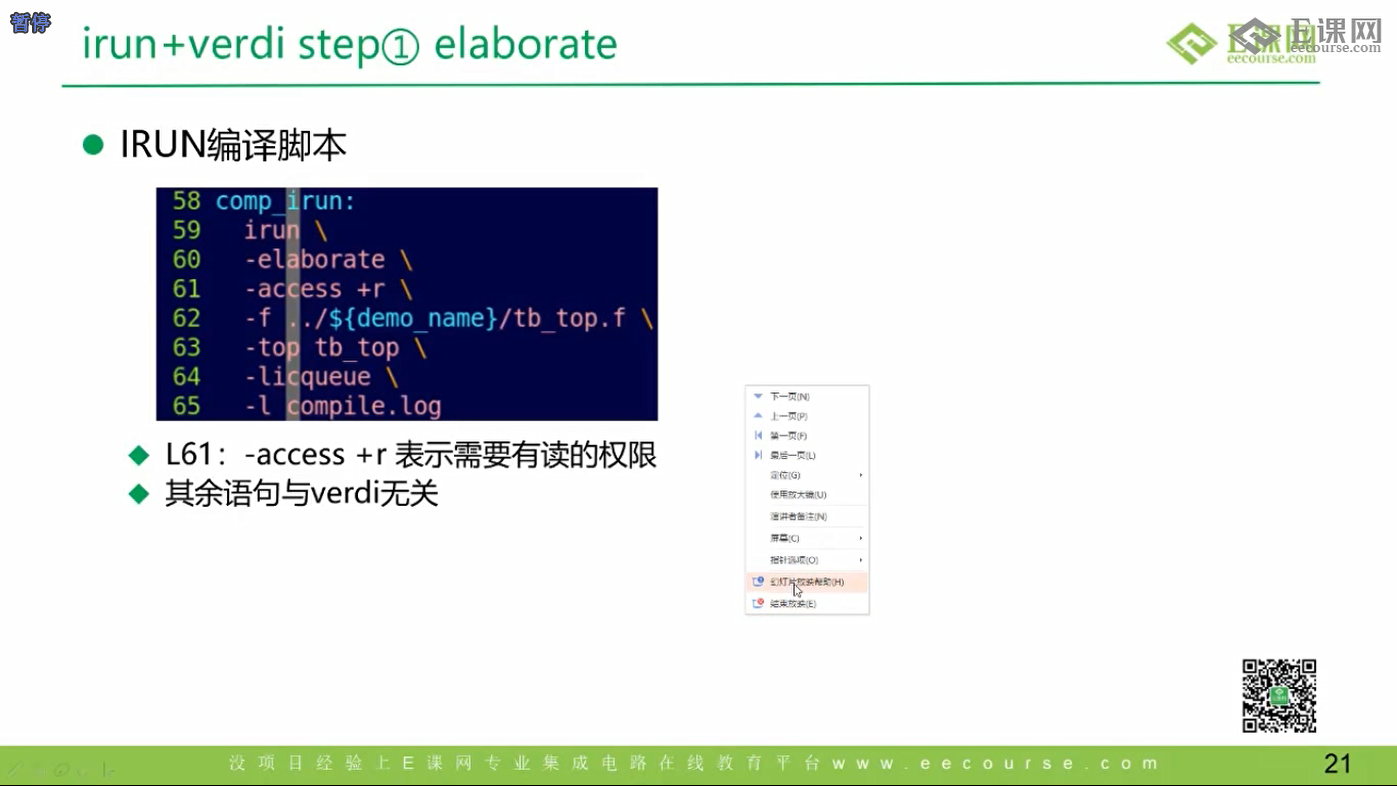 暂停
irun+verdi step① elaborate
E课网
eecourse.com
eecourse.com
IRUN编译脚本
58 comp_irun:
59 irun \
60 -elaborate \
61 -access +r \
62 -f ../${demo_name}/tb_top.f \
63 -top tb_top \
64 -licqueue \
65 -l compile.log
L61：-access +r 表示需要有读的权限
其余语句与verdi无关
下一页(N)
上一页(P)
第一页(F)
最后一页(L)
定位(G)
使用放大镜(U)
演讲者备注(N)
屏幕(C)
指针选项(O)
幻灯片放映帮助(H)
结束放映(E)
没项目经验上E课网专业集成电路在线教育平台www.eecourse.com
21